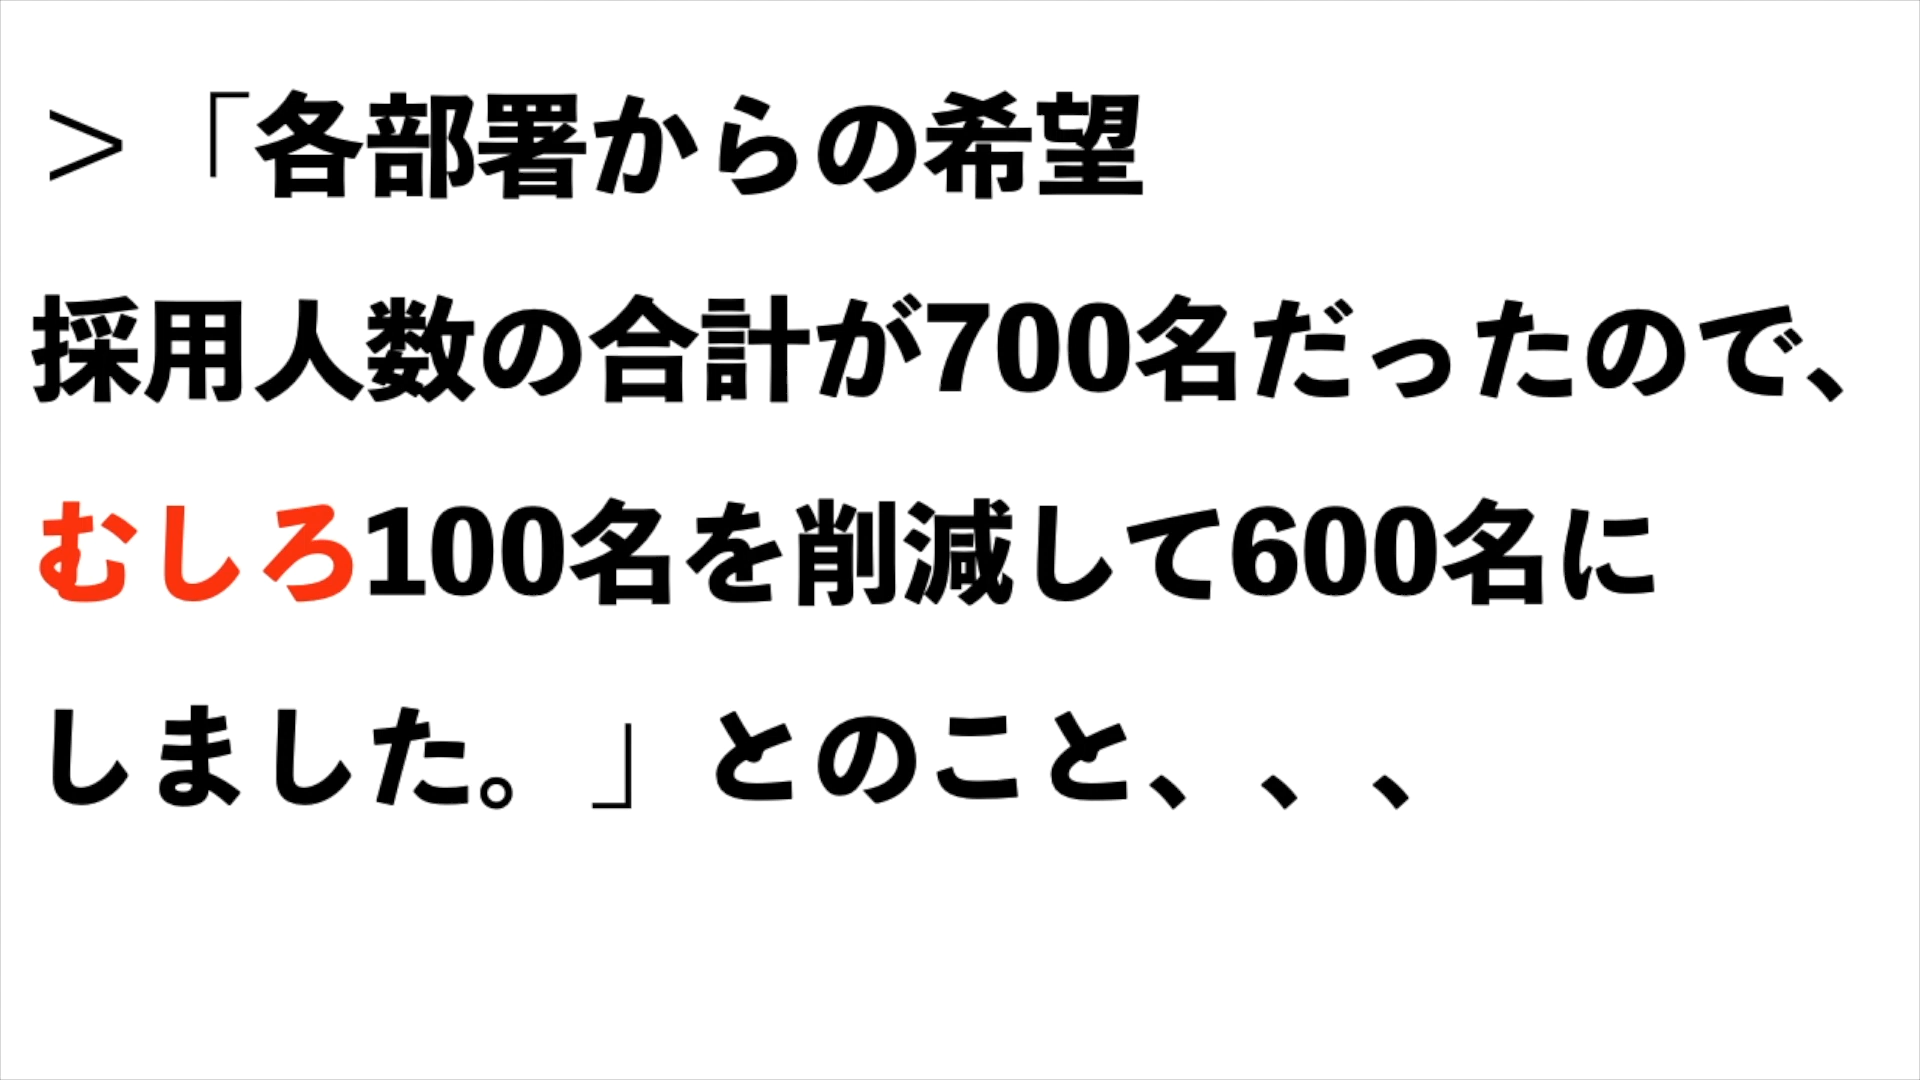 ＞「各部署からの希望
採用人数の合計が700名だったので、
むしろ100名を削減して600名に
しました。」とのこと、、、